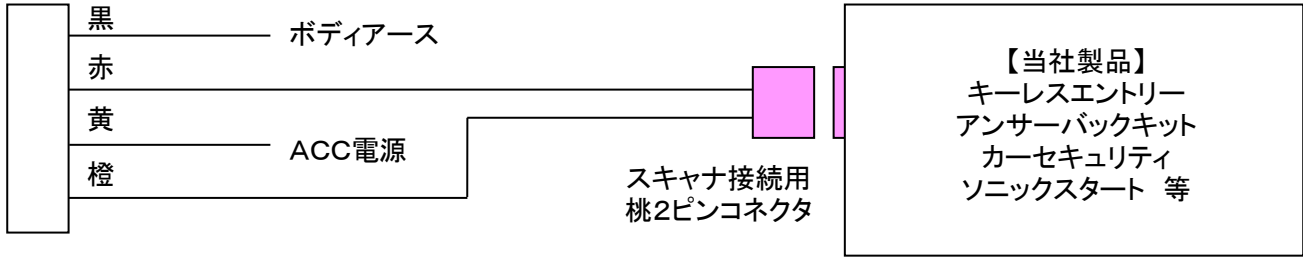 黒
ボディアース
赤
黄
ACC電源
橙
スキャナ接続用
桃2ピンコネクタ
【当社製品】
キーレスエントリー
アンサーバックキット
カーセキュリティ
ソニックスタート 等